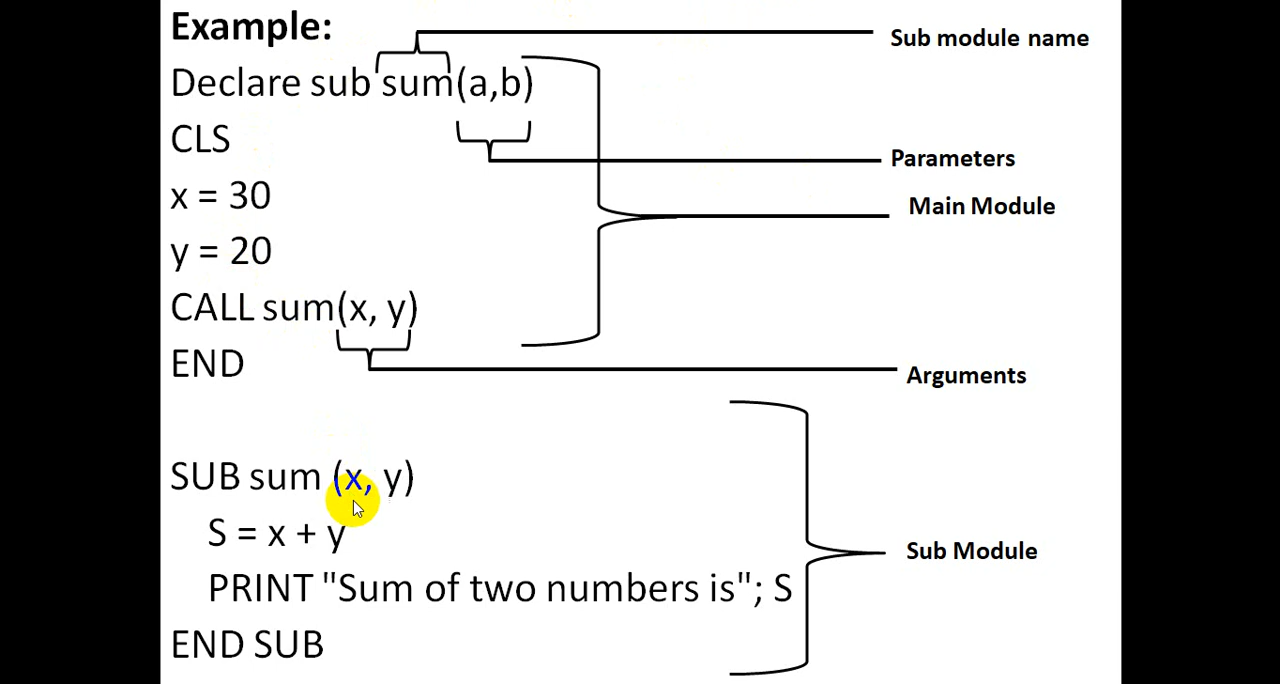 Example:
Sub module name
Declare sub sum(a,b)
CLS
Parameters
x = 30
Main Module
y = 20
CALL sum(x, y)
END
Arguments
SUB sum (x, y)
S = x + y
Sub Module
PRINT "Sum of two numbers is"; S
END SUB